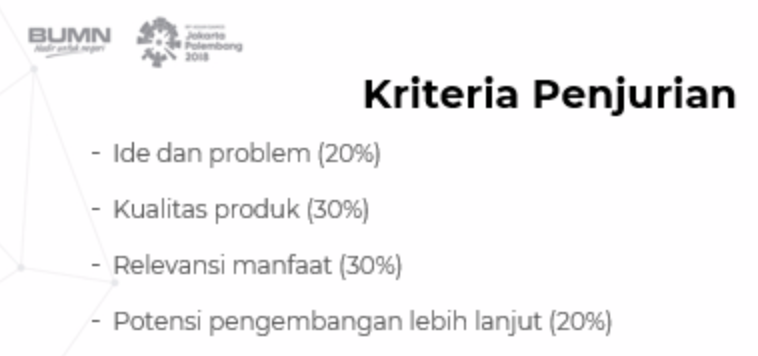 BUMN
Hadir untuk negeri
Jakarta
Palembang
2018
Kriteria Penjurian
- Ide dan problem (20%)
- Kualitas produk (30%)
- Relevansi manfaat (30%)
- Potensi pengembangan lebih lanjut (20%)